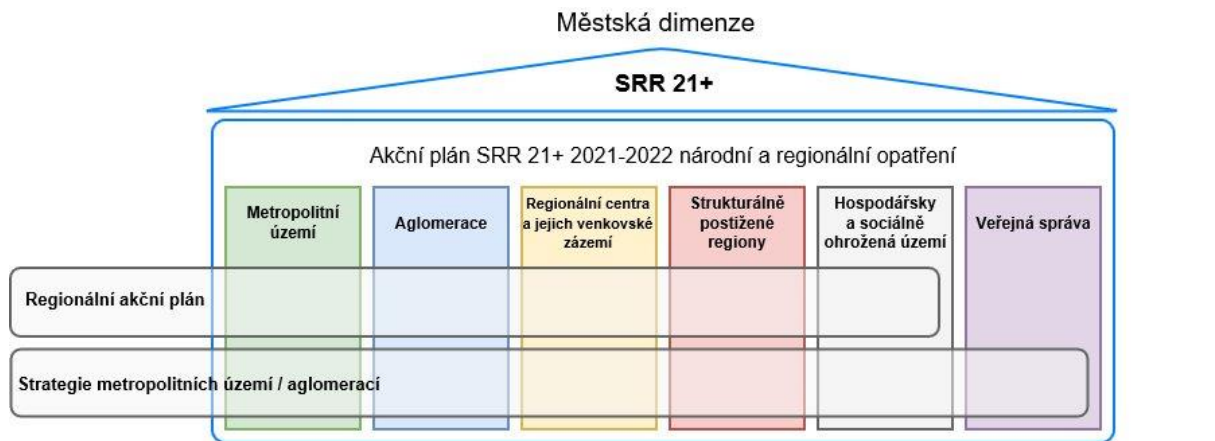 Městská dimenze
SRR 21+
Akční plán SRR 21+ 2021-2022 národní a regionální opatření
Metropolitní
území
Aglomerace
Regionální centra
a jejich venkovské
zázemí
Strukturálně
postižené
regiony
Hospodářsky
a sociálně
ohrožená území
Veřejná správa
Regionální akční plán
Strategie metropolitních území / aglomerací